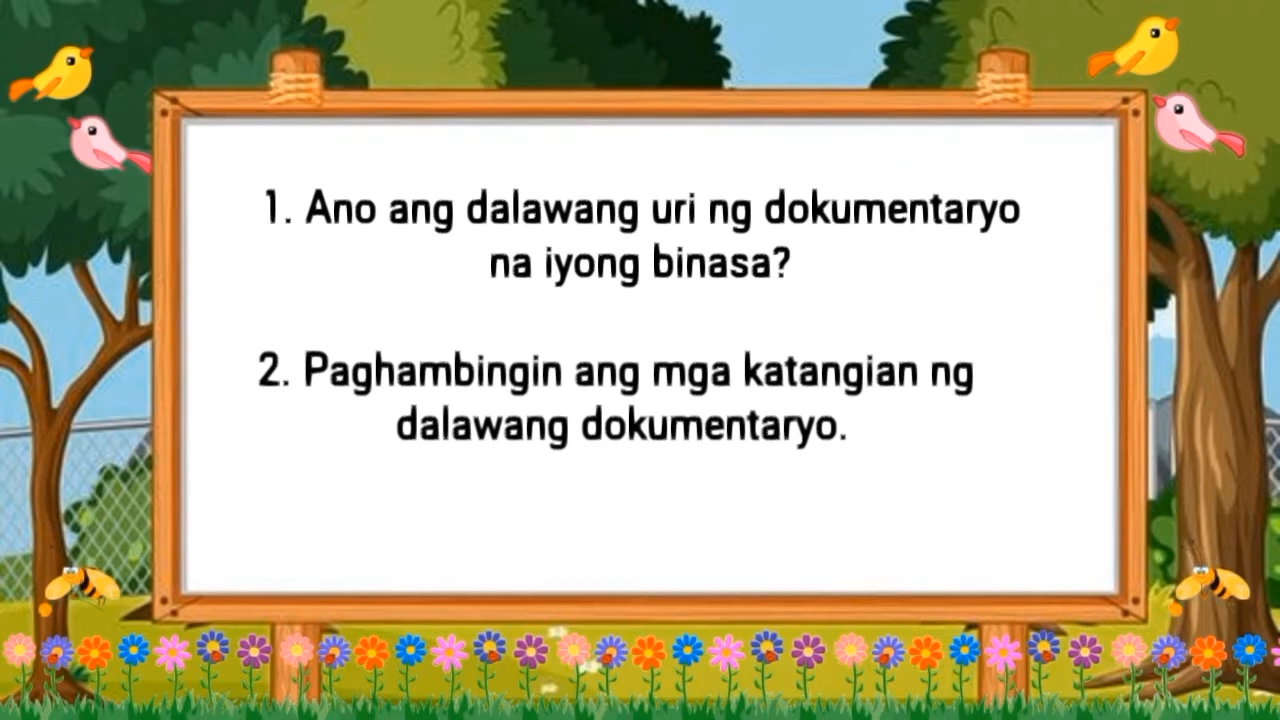 1. Ano ang dalawang uri ng dokumentaryo
na iyong binasa?
2. Paghambingin ang mga katangian ng
dalawang dokumentaryo.